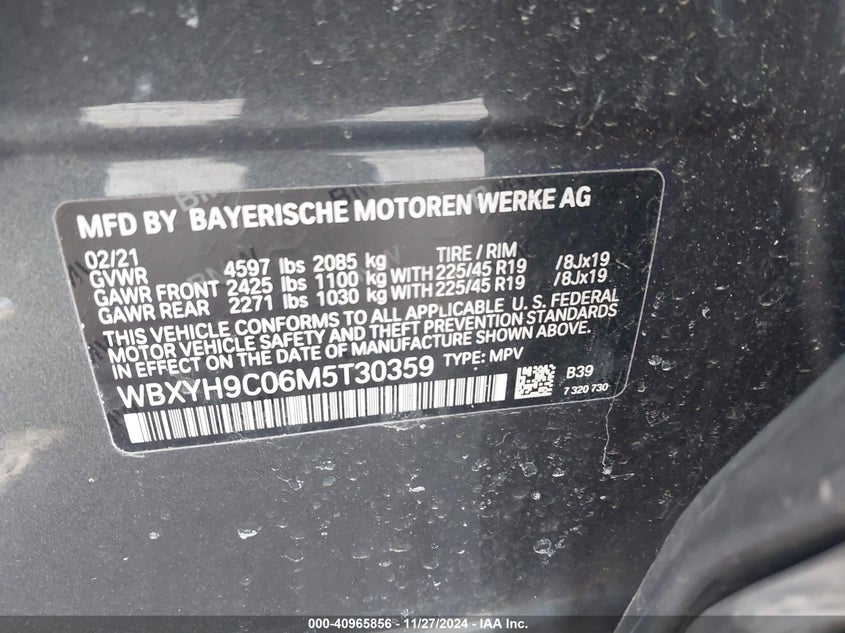 MFD BY BAYERISCHE MOTOREN WERKE AG
02/21 TIRE / RIM
GVWR 4597 lbs 2085 kg
GAWR FRONT 2425 lbs 1100 kg WITH 225/45 R19 /8Jx19
GAWR REAR 2271 lbs 1030 kg WITH 225/45 R19 /8Jx19
THIS VEHICLE CONFORMS TO ALL APPLICABLE U. S. FEDERAL
MOTOR VEHICLE SAFETY AND THEFT PREVENTION STANDARDS
IN EFFECT ON THE DATE OF MANUFACTURE SHOWN ABOVE.
WBXYH9C06M5T30359 TYPE: MPV
B39
7 320 730
000-40965856 - 11/27/2024 - IAA Inc.